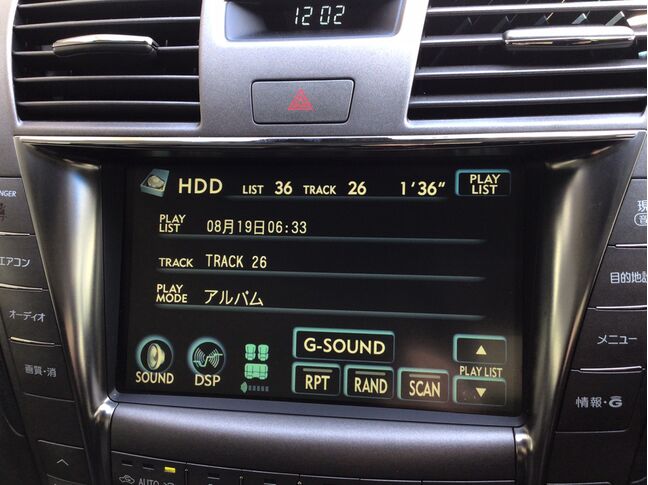 12:02
HDD LIST 36 TRACK 26 1'36" PLAY LIST
PLAY LIST 08月19日06:33
TRACK TRACK 26
PLAY MODE アルバム
G-SOUND
SOUND DSP RPT RAND SCAN PLAY LIST
エアコン
オーディオ
画質・消
現
目的地
メニュー
情報・G
AUTO